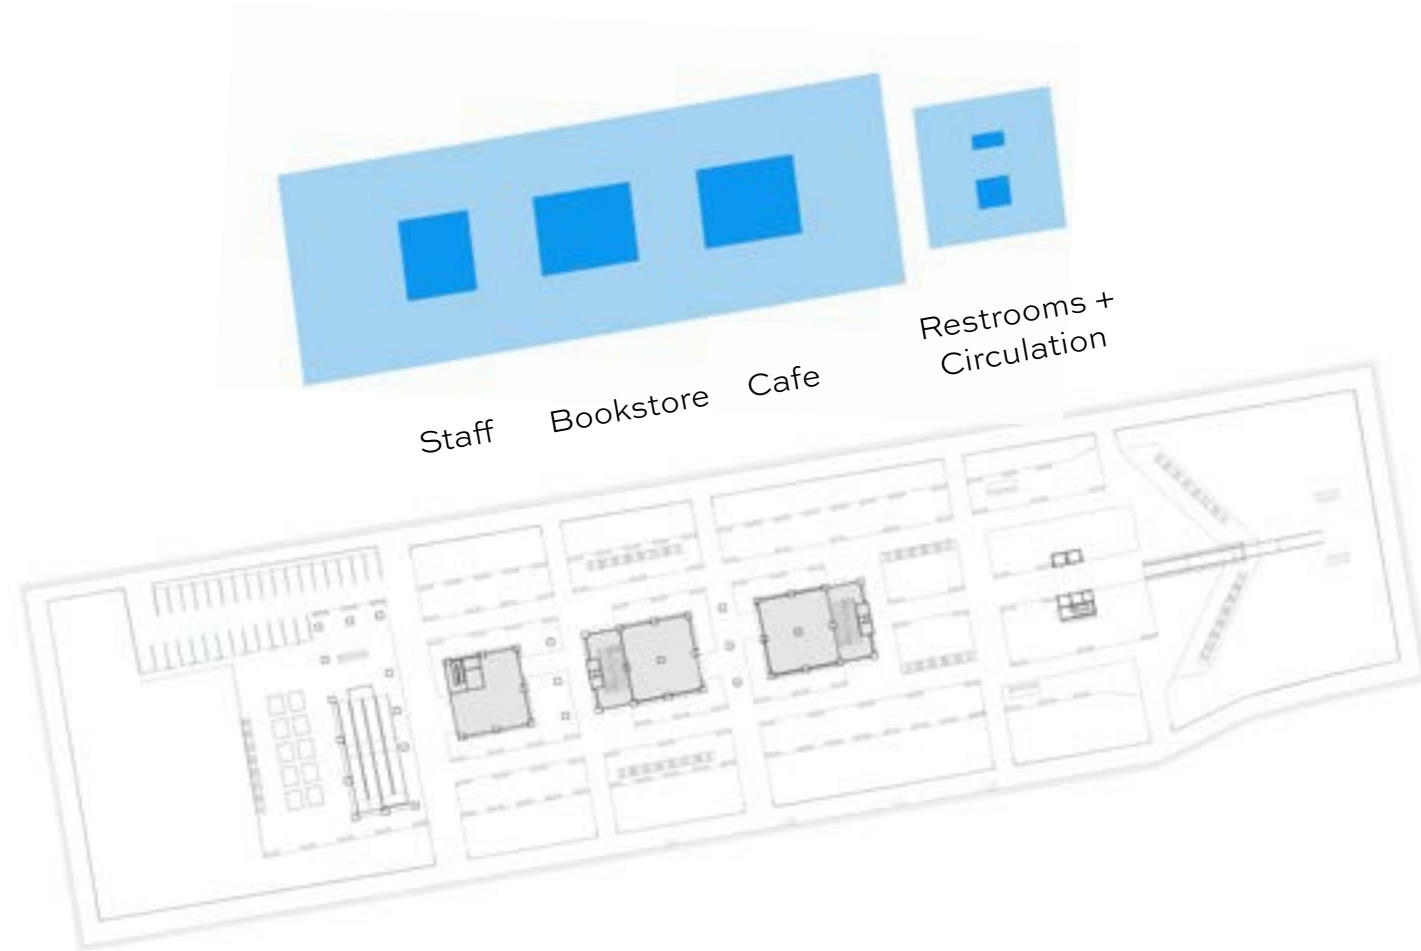 Restrooms +
Circulation
Staff
Bookstore
Cafe